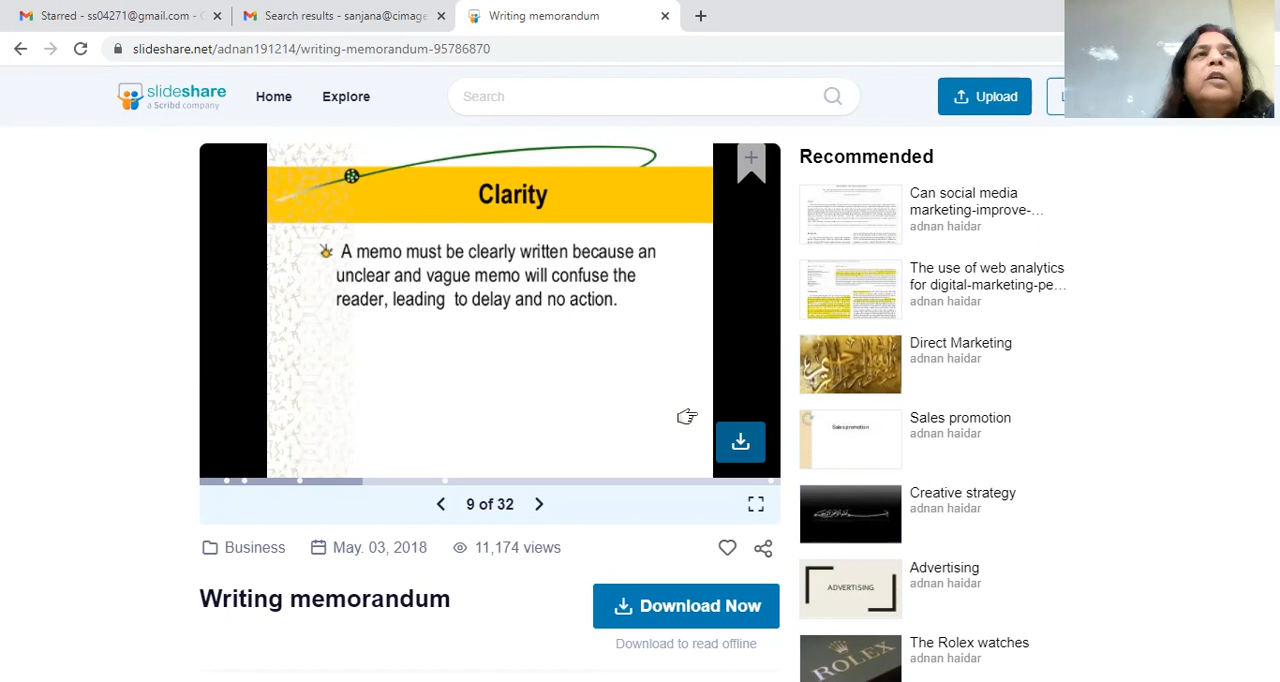 Starred - ss04271@gmail.com -
Search results - sanjana@cimage
Writing memorandum
slideshare.net/adnan191214/writing-memorandum-95786870
slideshare
a Scribd company
Home
Explore
Search
Upload
Clarity
A memo must be clearly written because an
unclear and vague memo will confuse the
reader, leading to delay and no action.
9 of 32
Business
May. 03, 2018
11,174 views
Writing memorandum
Download Now
Download to read offline
Recommended
Can social media
marketing-improve-…
adnan haidar
The use of web analytics
for digital-marketing-pe…
adnan haidar
Direct Marketing
adnan haidar
Sales promotion
Sales promotion
adnan haidar
Creative strategy
adnan haidar
ADVERTISING
Advertising
adnan haidar
ROLEX
The Rolex watches
adnan haidar